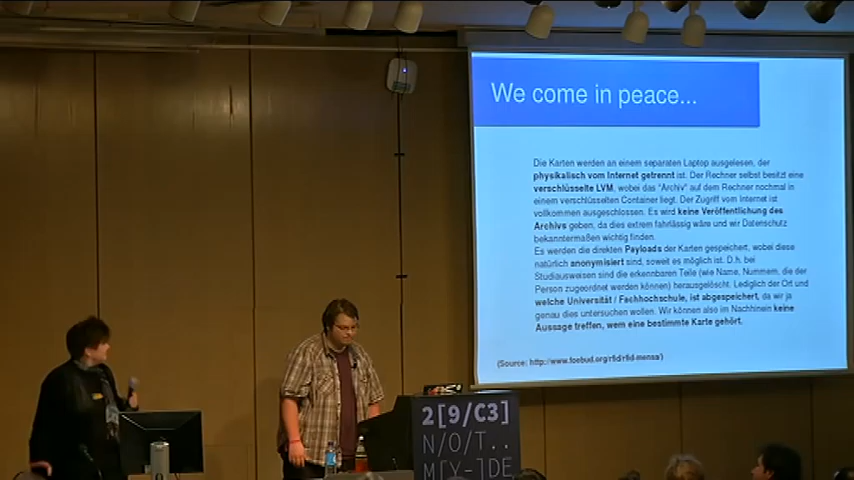 We come in peace...
Die Karten werden an einem separaten Laptop ausgelesen, der
physikalisch vom Internet getrennt ist. Der Rechner selbst besitzt eine
verschlüsselte LVM, wobei das "Archiv" auf dem Rechner nochmal in
einem verschlüsselten Container liegt. Der Zugriff vom Internet ist
vollkommen ausgeschlossen. Es wird keine Veröffentlichung des
Archivs geben, da dies extrem fahrlässig wäre und wir Datenschutz
bekanntermaßen wichtig finden.
Es werden die direkten Payloads der Karten gespeichert, wobei diese
natürlich anonymisiert sind, soweit es möglich ist. D.h. bei
Studiausweisen sind die erkennbaren Teile (wie Name, Nummern, die der
Person zugeordnet werden können) herausgelöscht. Lediglich der Ort und
welche Universität / Fachhochschule, ist abgespeichert, da wir ja
genau dies untersuchen wollen. Wir können also im Nachhinein keine
Aussage treffen, wem eine bestimmte Karte gehört.
(Source: http://www.foebud.org/rfid/rfid-mensa)
2[9/C3]
N/O/T..
M[Y-]DE